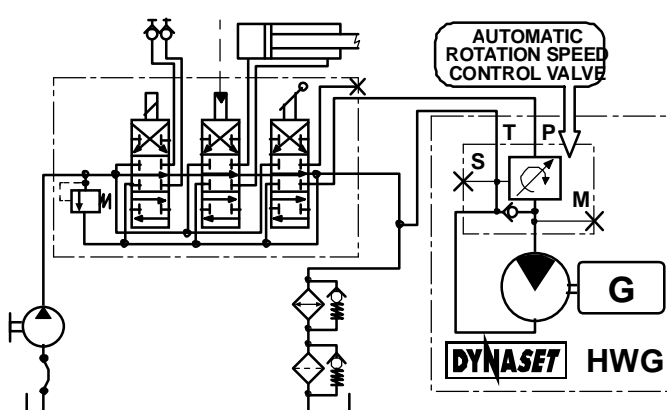 AUTOMATIC
ROTATION SPEED
CONTROL VALVE
T P
S
M
G
DYNASET HWG